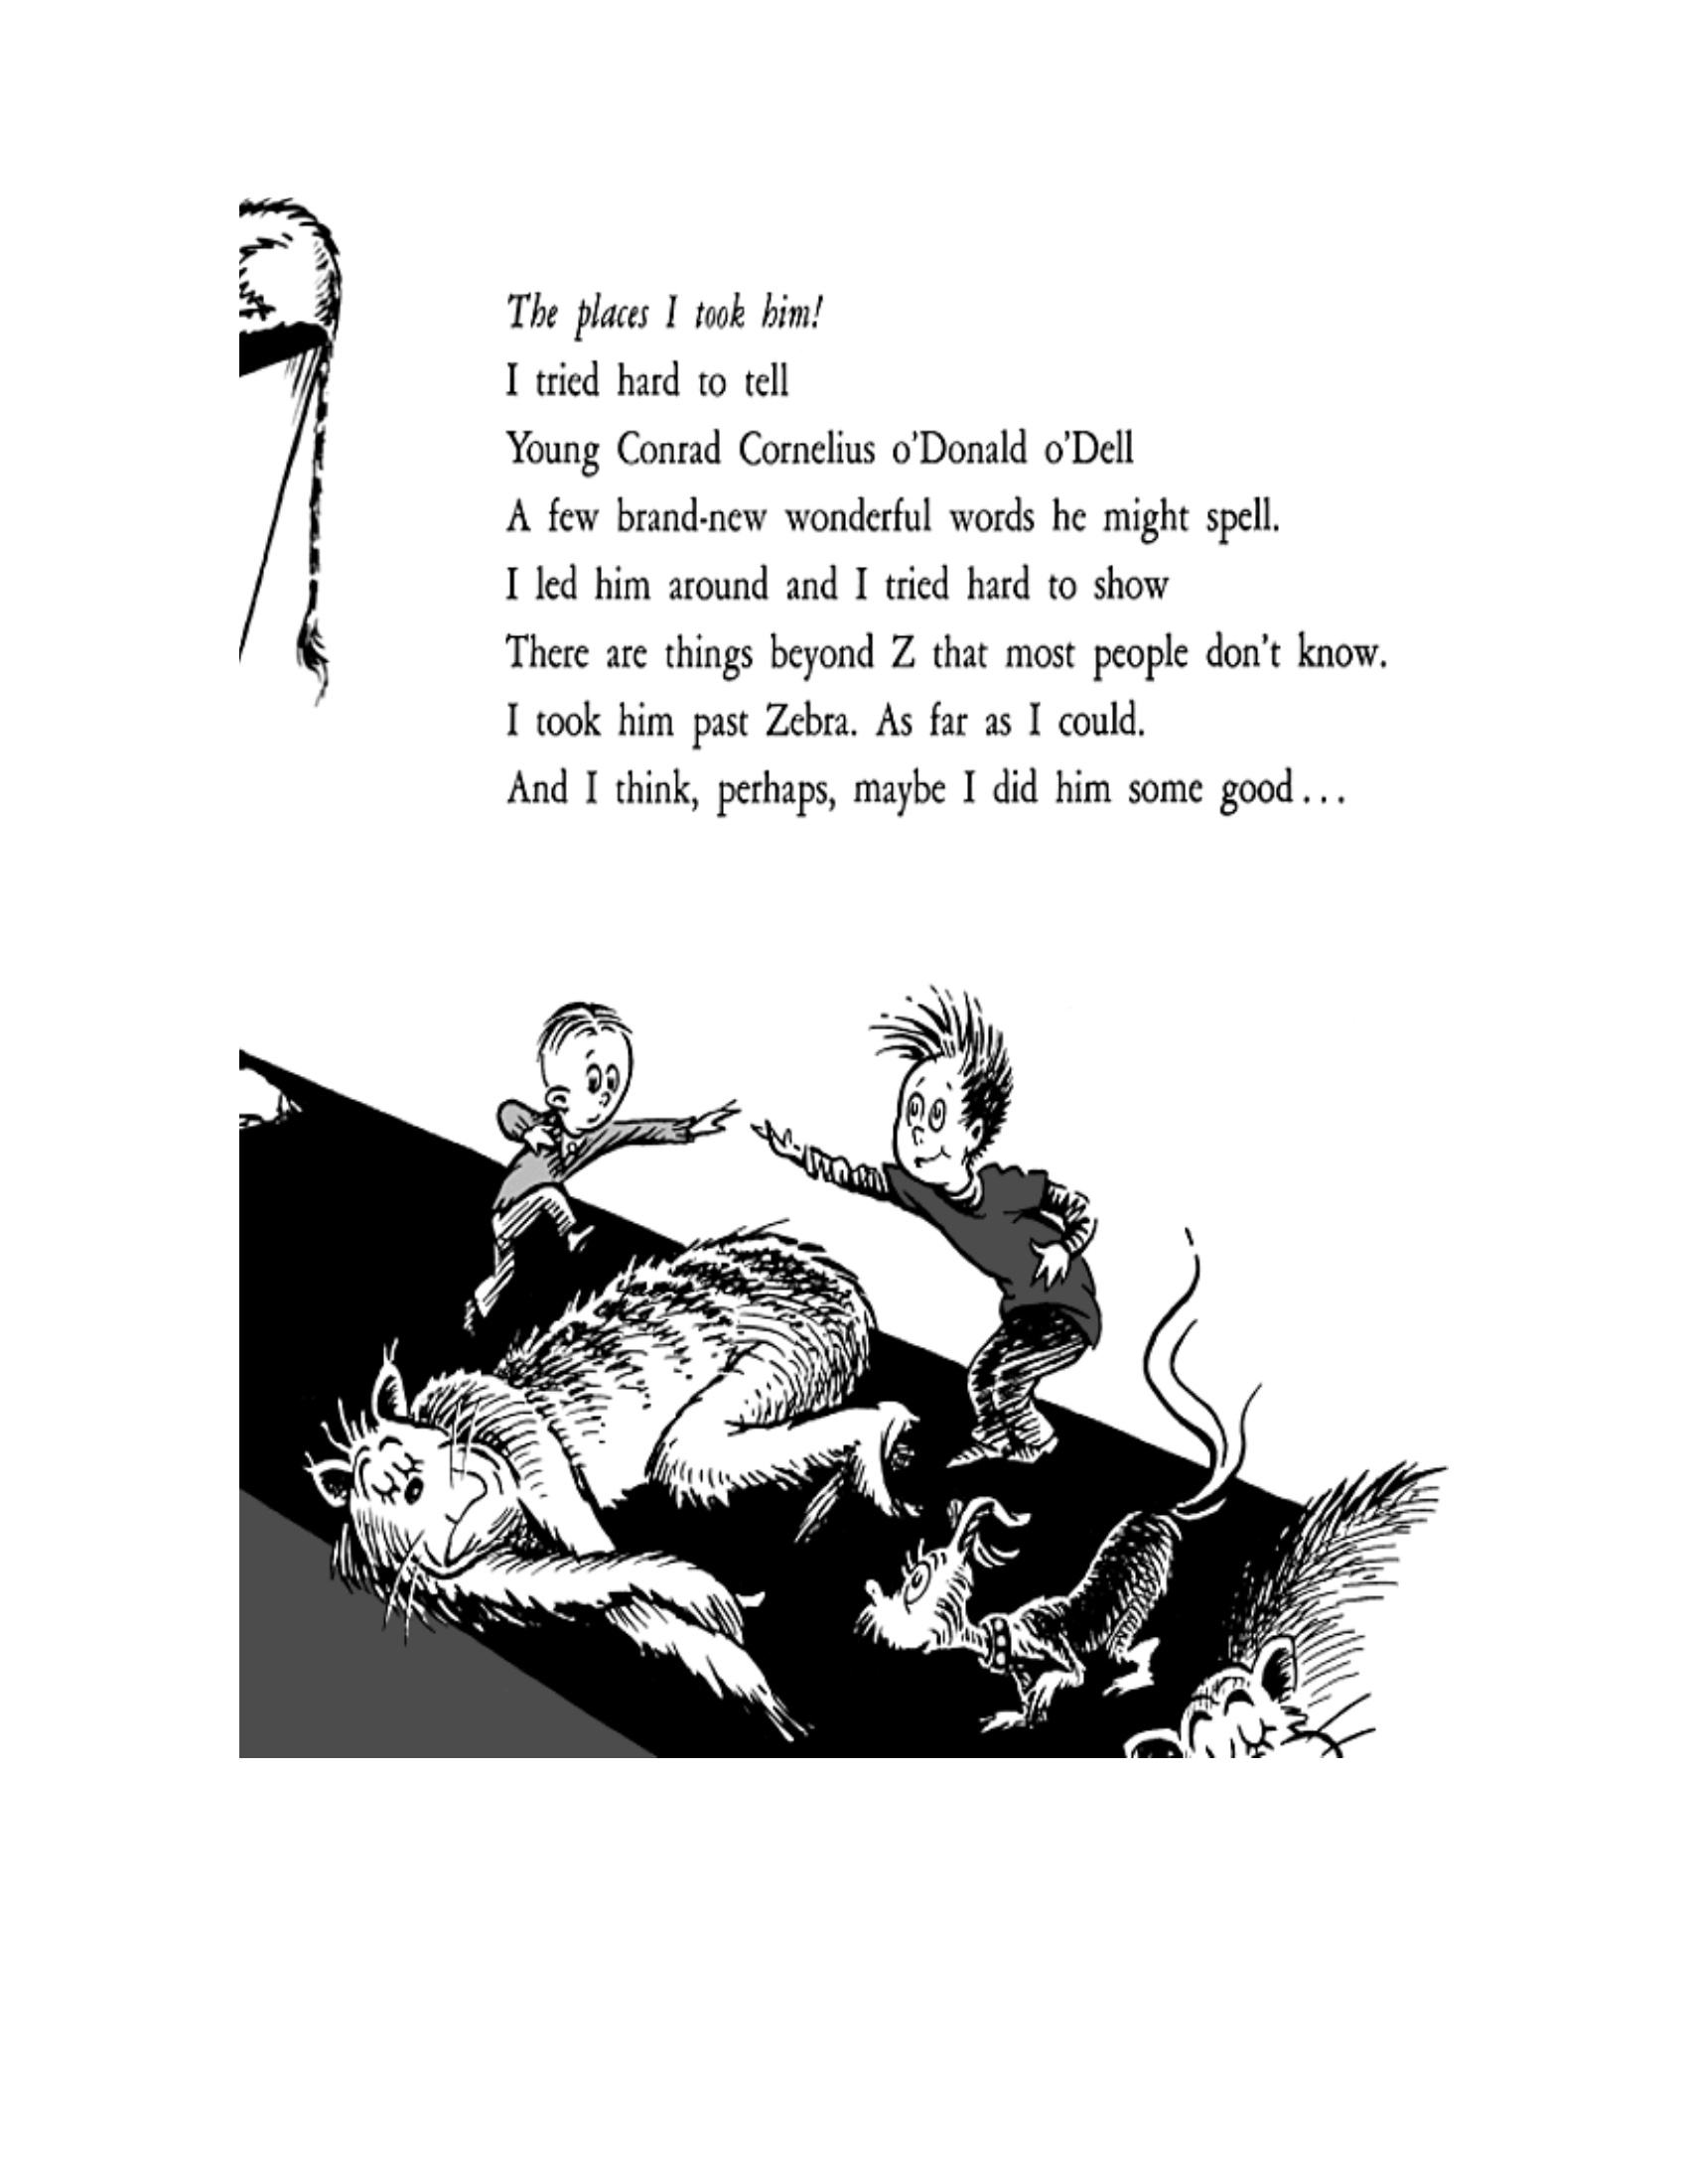 The places I took him!
I tried hard to tell
Young Conrad Cornelius o'Donald o'Dell
A few brand-new wonderful words he might spell.
I led him around and I tried hard to show
There are things beyond Z that most people don't know.
I took him past Zebra. As far as I could.
And I think, perhaps, maybe I did him some good...